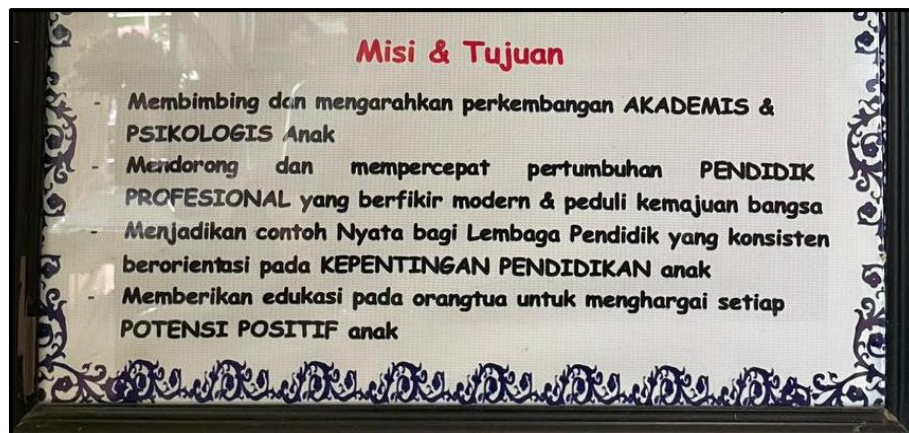 Misi & Tujuan
- Membimbing dan mengarahkan perkembangan AKADEMIS &
PSIKOLOGIS Anak
- Mendorong dan mempercepat pertumbuhan PENDIDIK
PROFESIONAL yang berfikir modern & peduli kemajuan bangsa
- Menjadikan contoh Nyata bagi Lembaga Pendidik yang konsisten
berorientasi pada KEPENTINGAN PENDIDIKAN anak
- Memberikan edukasi pada orangtua untuk menghargai setiap
POTENSI POSITIF anak